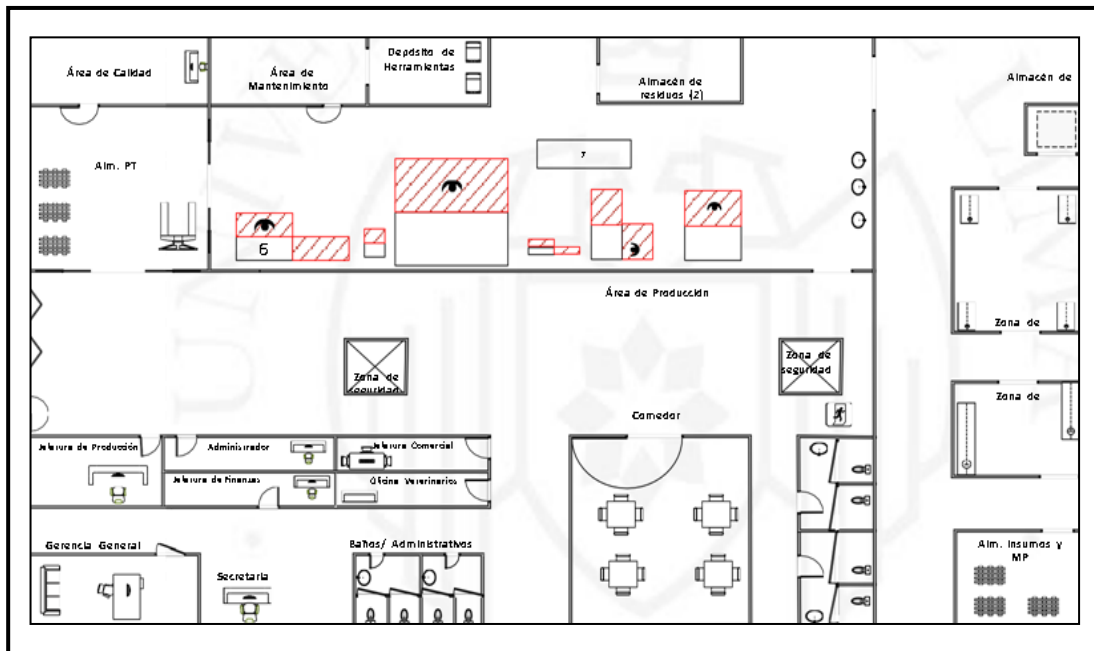 Área de Calidad
Área de
Mantenimiento
Depósito de
Herramientas
Almacén de
residuos (2)
Almacén de
Alm. PT
7
6
Área de Producción
Zona de
Zona de
seguridad
Zona de
seguridad
Zona de
Comedor
Jefatura de Producción
Administrador
Jefatura Comercial
Jefatura de Finanzas
Oficina Veterinarios
Gerencia General
Secretaria
Baños/ Administrativos
Alm. Insumos y
MP